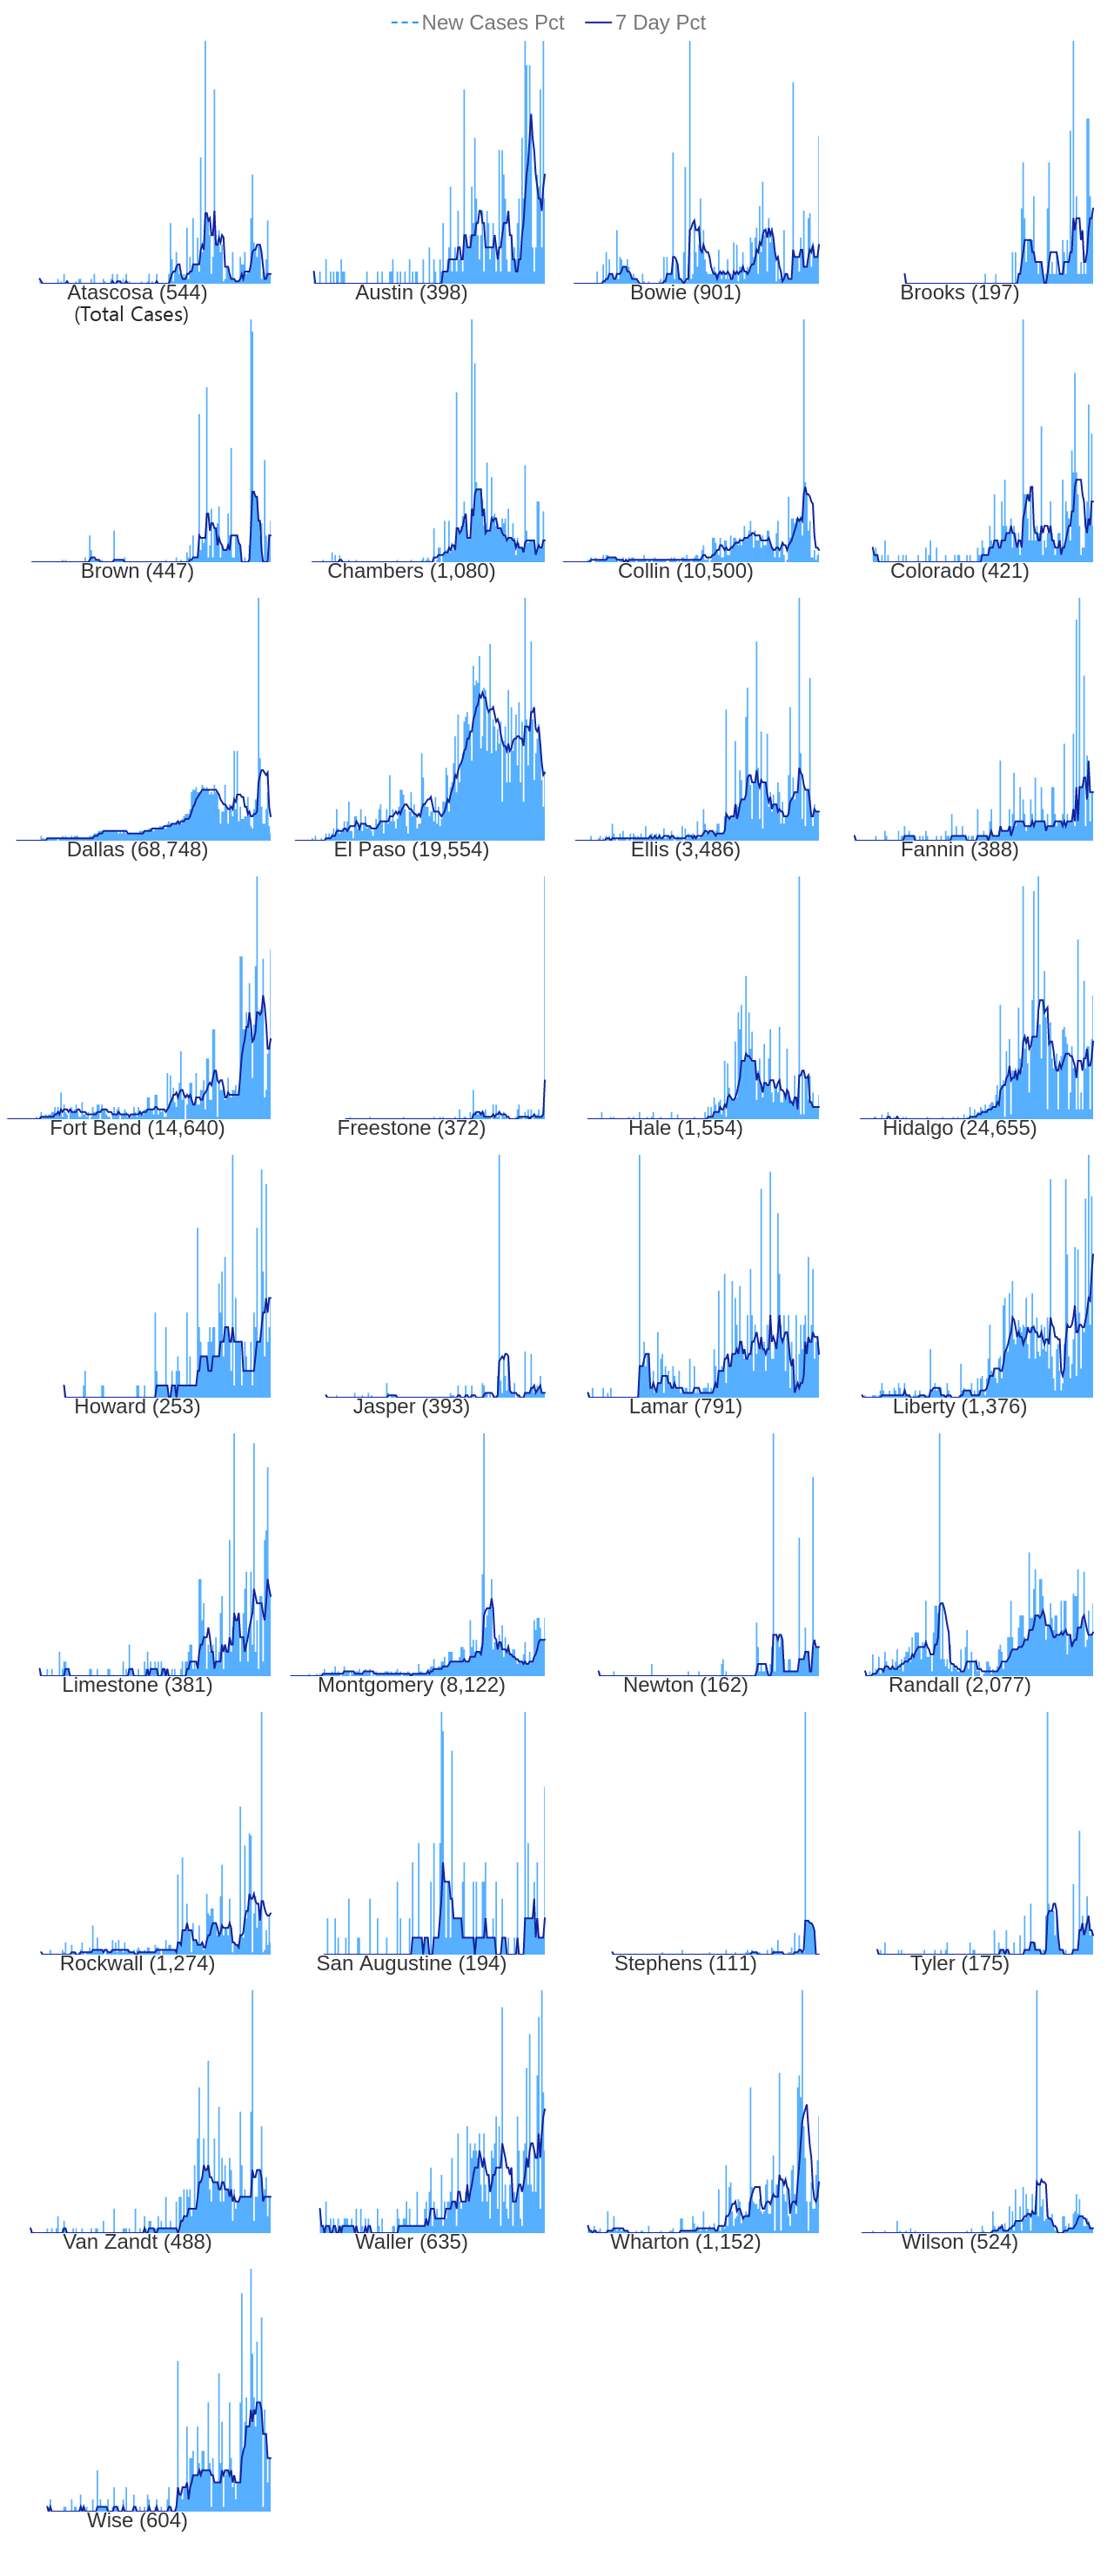 New Cases Pct 7 Day Pct
Atascosa (544) Austin (398) Bowie (901) Brooks (197)
(Total Cases)
Brown (447) Chambers (1,080) Collin (10,500) Colorado (421)
Dallas (68,748) El Paso (19,554) Ellis (3,486) Fannin (388)
Fort Bend (14,640) Freestone (372) Hale (1,554) Hidalgo (24,655)
Howard (253) Jasper (393) Lamar (791) Liberty (1,376)
Limestone (381) Montgomery (8,122) Newton (162) Randall (2,077)
Rockwall (1,274) San Augustine (194) Stephens (111) Tyler (175)
Van Zandt (488) Waller (635) Wharton (1,152) Wilson (524)
Wise (604)